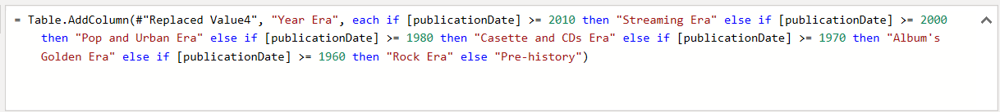 = Table.AddColumn(#"Replaced Value4", "Year Era", each if [publicationDate] >= 2010 then "Streaming Era" else if [publicationDate] >= 2000
then "Pop and Urban Era" else if [publicationDate] >= 1980 then "Casette and CDs Era" else if [publicationDate] >= 1970 then "Album's
Golden Era" else if [publicationDate] >= 1960 then "Rock Era" else "Pre-history")